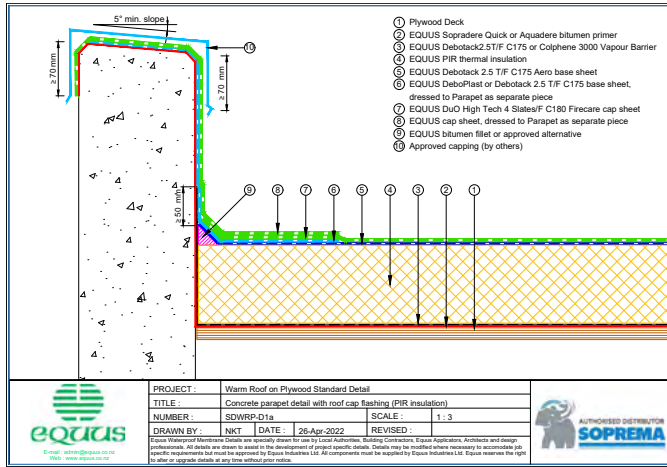 5° min. slope
≥70mm
≥70 mm
≥50 mm
10
9
8
7
6
5
4
3
2
1
1 Plywood Deck
2 EQUUS Sopradere Quick or Aquadere bitumen primer
3 EQUUS Debotack2.5T/F C175 or Colphene 3000 Vapour Barrier
4 EQUUS PIR thermal insulation
5 EQUUS Debotack 2.5 T/F C175 Aero base sheet
6 EQUUS DeboPlast or Debotack 2.5 T/F C175 base sheet,
dressed to Parapet as separate piece
7 EQUUS DuO High Tech 4 Slates/F C180 Firecare cap sheet
8 EQUUS cap sheet, dressed to Parapet as separate piece
9 EQUUS bitumen fillet or approved alternative
10 Approved capping (by others)
equus
E-mail : admin@equus.co.nz
Web : www.equus.co.nz
PROJECT : Warm Roof on Plywood Standard Detail
TITLE : Concrete parapet detail with roof cap flashing (PIR insulation)
NUMBER : SDWRP-D1a SCALE : 1 : 3
DRAWN BY : NKT DATE : 26-Apr-2022 REVISED :
Equus Waterproof Membrane Details are specially drawn for use by Local Authorities, Building Contractors, Equus Applicators, Architects and design
professionals. All details are drawn to assist in the development of project specific details. Details may be modified where necessary to accomodate job
specific requirements but must be approved by Equus Industries Ltd. All components must be supplied by Equus Industries Ltd. Equus reserves the right
to alter or upgrade details at any time without prior notice.
AUTHORISED DISTRIBUTOR
SOPREMA